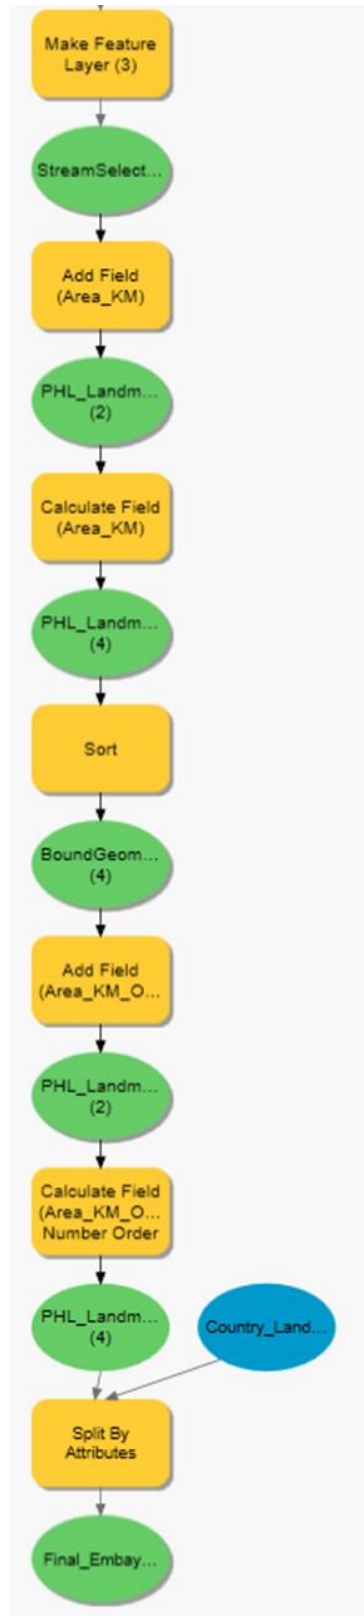 Make Feature
Layer (3)
StreamSelect...
Add Field
(Area_KM)
PHL_Landm...
(2)
Calculate Field
(Area_KM)
PHL_Landm...
(4)
Sort
BoundGeom...
(4)
Add Field
(Area_KM_O...
PHL_Landm...
(2)
Calculate Field
(Area_KM_O...
Number Order
PHL_Landm...
(4)
Country_Land...
Split By
Attributes
Final_Embay...